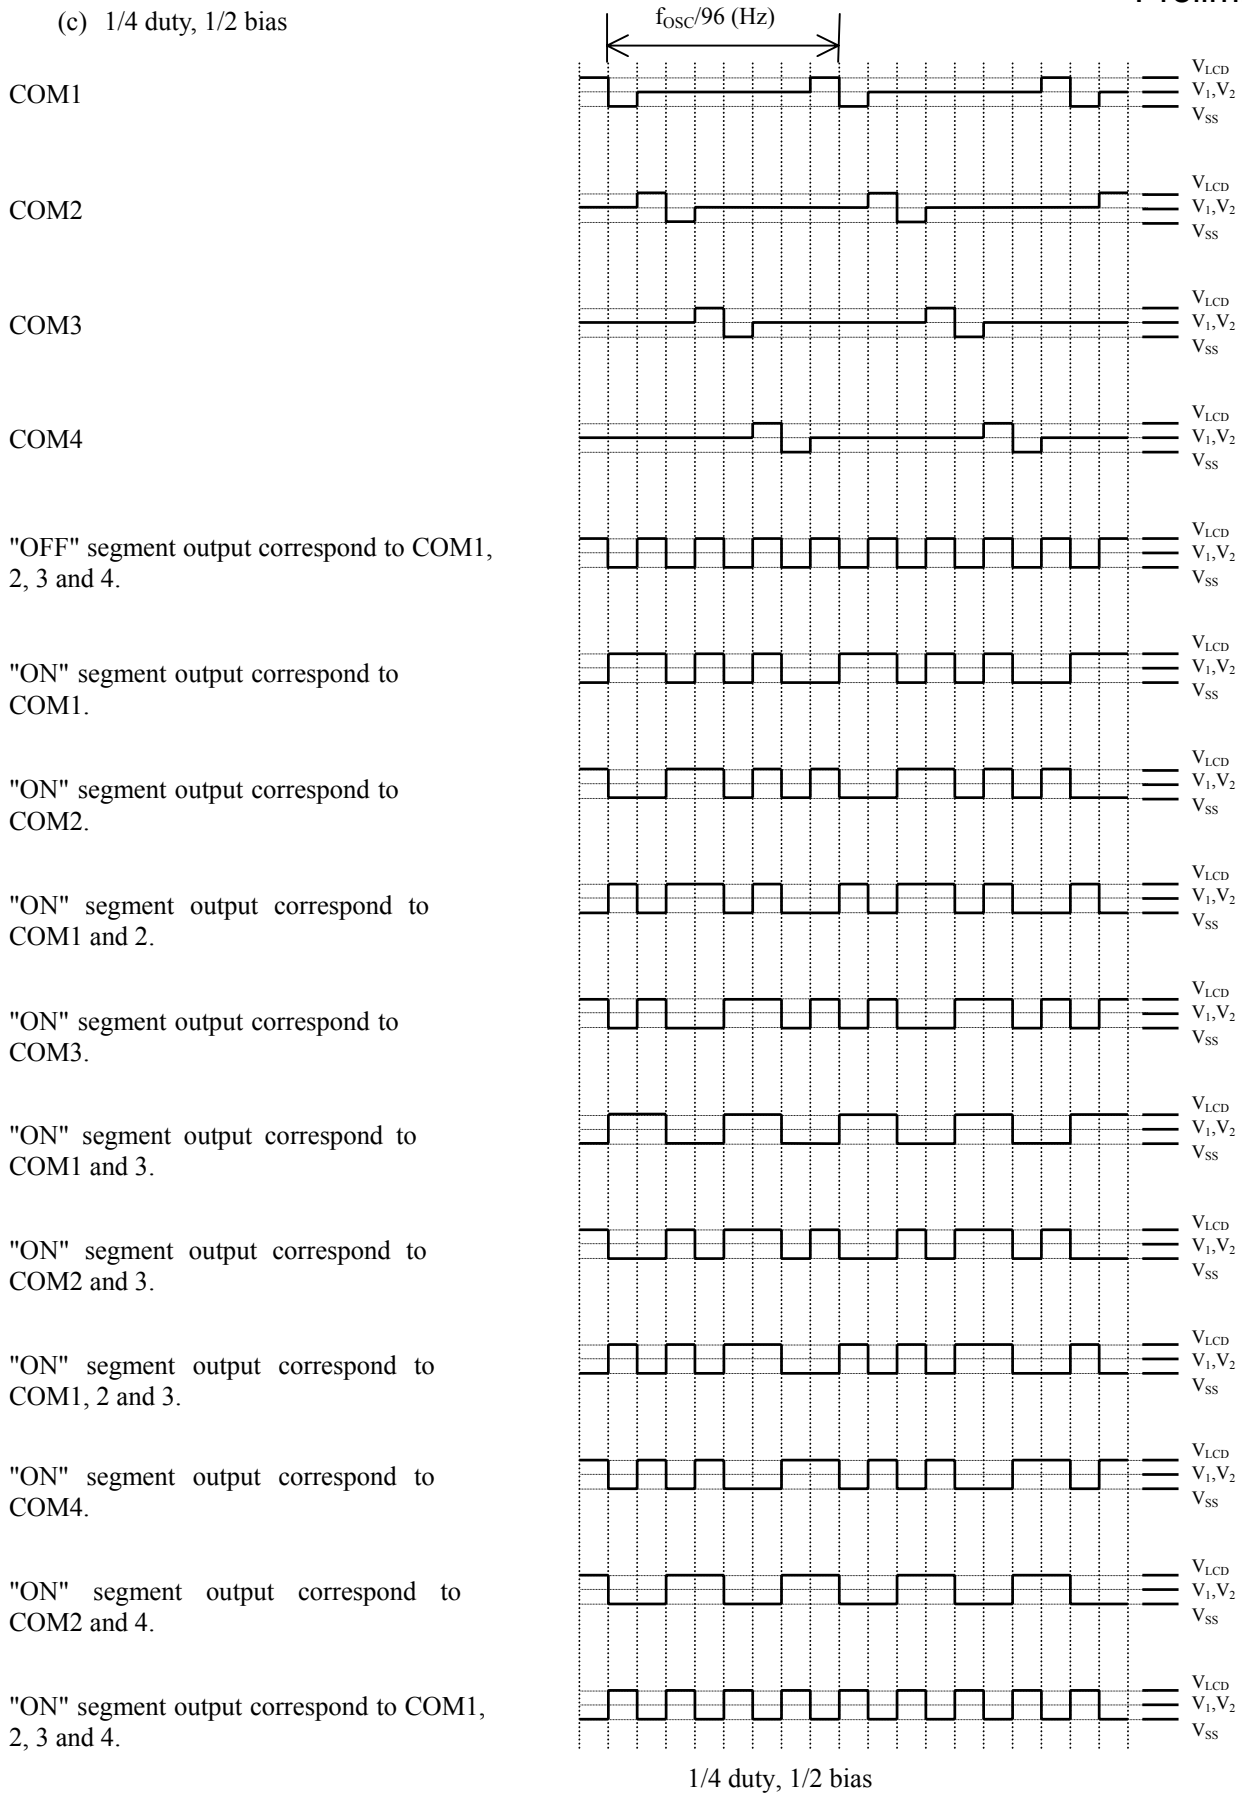 (c) 1/4 duty, 1/2 bias
fOSC/96 (Hz)
COM1
VLCD
V1,V2
VSS
COM2
VLCD
V1,V2
VSS
COM3
VLCD
V1,V2
VSS
COM4
VLCD
V1,V2
VSS
"OFF" segment output correspond to COM1,
2, 3 and 4.
VLCD
V1,V2
VSS
"ON" segment output correspond to
COM1.
VLCD
V1,V2
VSS
"ON" segment output correspond to
COM2.
VLCD
V1,V2
VSS
"ON" segment output correspond to
COM1 and 2.
VLCD
V1,V2
VSS
"ON" segment output correspond to
COM3.
VLCD
V1,V2
VSS
"ON" segment output correspond to
COM1 and 3.
VLCD
V1,V2
VSS
"ON" segment output correspond to
COM2 and 3.
VLCD
V1,V2
VSS
"ON" segment output correspond to
COM1, 2 and 3.
VLCD
V1,V2
VSS
"ON" segment output correspond to
COM4.
VLCD
V1,V2
VSS
"ON" segment output correspond to
COM2 and 4.
VLCD
V1,V2
VSS
"ON" segment output correspond to COM1,
2, 3 and 4.
VLCD
V1,V2
VSS
1/4 duty, 1/2 bias